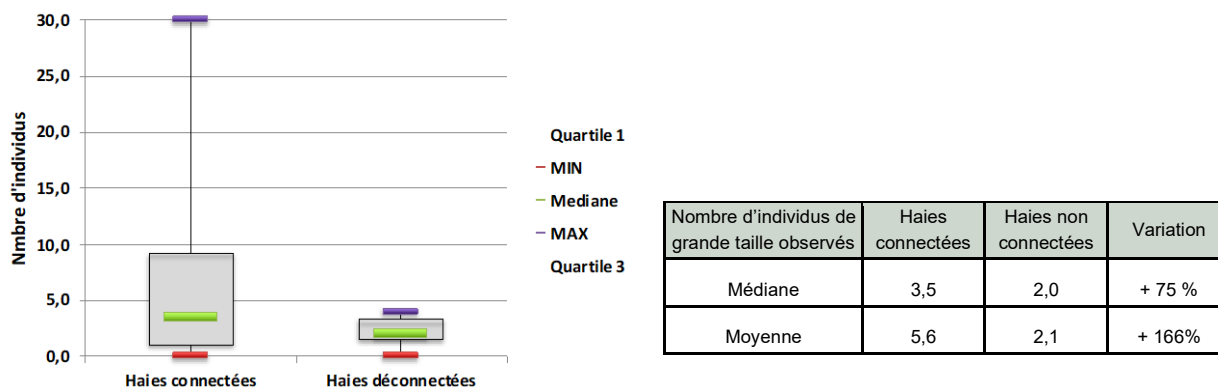 Nmbre d'individus
30,0
25,0
20,0
15,0
10,0
5,0
0,0
Haies connectées
Haies déconnectées
Quartile 1
MIN
Mediane
MAX
Quartile 3
Nombre d'individus de grande taille observés
Haies connectées
Haies non connectées
Variation
Médiane
3,5
2,0
+ 75 %
Moyenne
5,6
2,1
+ 166%